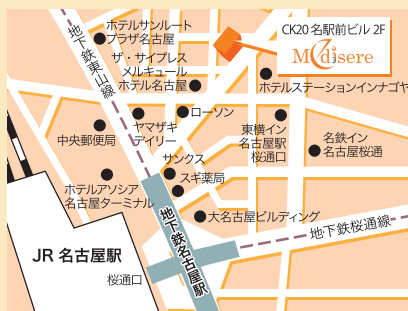 ホテルサンルート
プラザ名古屋
CK20 名駅前ビル 2F
Medisere
地下鉄東山線
ザ・サイプレス
メルキュール
ホテル名古屋
ホテルステーションインナゴヤ
ローソン
ヤマザキ
デイリー
中央郵便局
東横イン
名古屋駅
桜通口
名鉄イン
名古屋桜通
サンクス
スギ薬局
ホテルアソシア
名古屋ターミナル
大名古屋ビルディング
地下鉄名古屋駅
地下鉄桜通線
JR 名古屋駅
桜通口